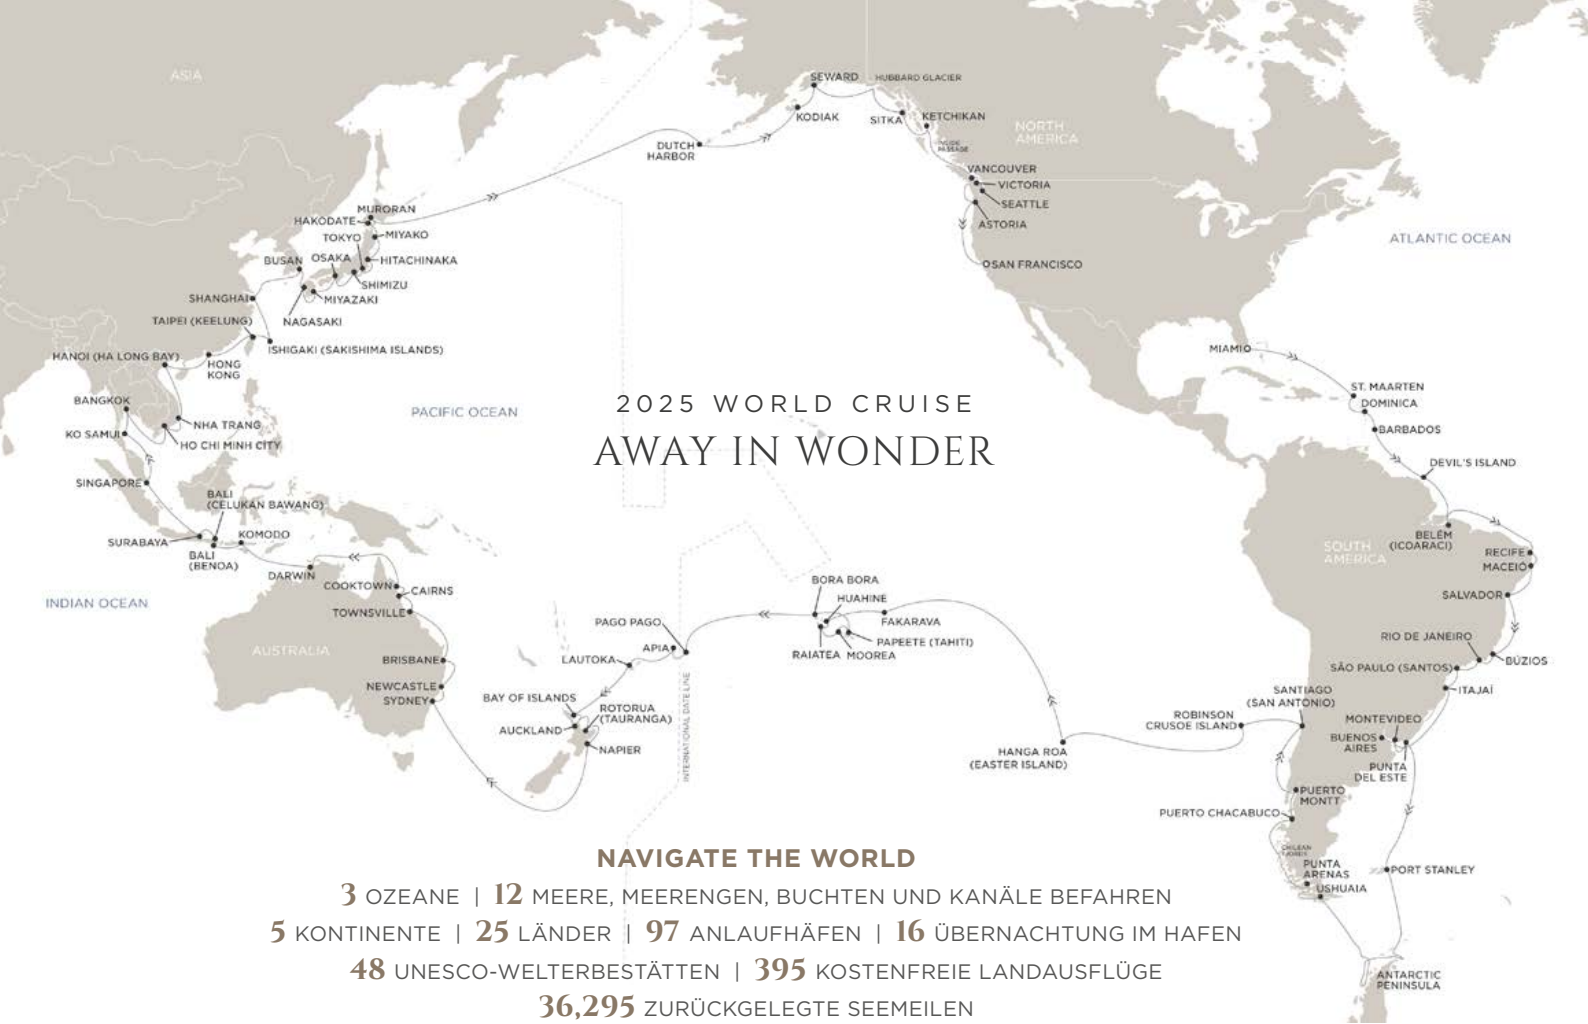 ASIA
SEWARD
HUBBARD GLACIER
KODIAK
SITKA
KETCHIKAN
NORTH
AMERICA
INSIDE
PASSAGE
DUTCH
HARBOR
VANCOUVER
VICTORIA
SEATTLE
ASTORIA
SAN FRANCISCO
ATLANTIC OCEAN
MURORAN
HAKODATE
TOKYO
MIYAKO
BUSAN
OSAKA
HITACHINAKA
SHIMIZU
SHANGHAI
MIYAZAKI
TAIPEI (KEELUNG)
NAGASAKI
HANOI (HA LONG BAY)
ISHIGAKI (SAKISHIMA ISLANDS)
HONG
KONG
BANGKOK
PACIFIC OCEAN
NHA TRANG
KO SAMUI
HO CHI MINH CITY
SINGAPORE
BALI
(CELUKAN BAWANG)
SURABAYA
KOMODO
BALI
(BENOA)
DARWIN
INDIAN OCEAN
COOKTOWN
CAIRNS
TOWNSVILLE
AUSTRALIA
BRISBANE
NEWCASTLE
SYDNEY
2025 WORLD CRUISE
AWAY IN WONDER
MIAMI
ST. MAARTEN
DOMINICA
BARBADOS
DEVIL'S ISLAND
BELÉM
(ICOARACI)
SOUTH
AMERICA
RECIFE
MACEIÓ
SALVADOR
RIO DE JANEIRO
BÚZIOS
SÃO PAULO (SANTOS)
ITAJAÍ
SANTIAGO
(SAN ANTONIO)
MONTEVIDEO
BUENOS
AIRES
PUNTA
DEL ESTE
ROBINSON
CRUSOE ISLAND
HANGA ROA
(EASTER ISLAND)
BORA BORA
HUAHINE
FAKARAVA
PAPEETE (TAHITI)
RAIATEA
MOOREA
PAGO PAGO
APIA
LAUTOKA
BAY OF ISLANDS
ROTORUA
(TAURANGA)
AUCKLAND
NAPIER
INTERNATIONAL DATE LINE
PUERTO
MONTT
PUERTO CHACABUCO
CHILEAN
FJORDS
PUNTA
ARENAS
USHUAIA
PORT STANLEY
ANTARCTIC
PENINSULA
NAVIGATE THE WORLD
3 OZEANE | 12 MEERE, MEERENGEN, BUCHTEN UND KANÄLE BEFAHREN
5 KONTINENTE | 25 LÄNDER | 97 ANLAUFHÄFEN | 16 ÜBERNACHTUNG IM HAFEN
48 UNESCO-WELTERBESTÄTTEN | 395 KOSTENFREIE LANDAUSFLÜGE
36,295 ZURÜCKGELEGTE SEEMEILEN